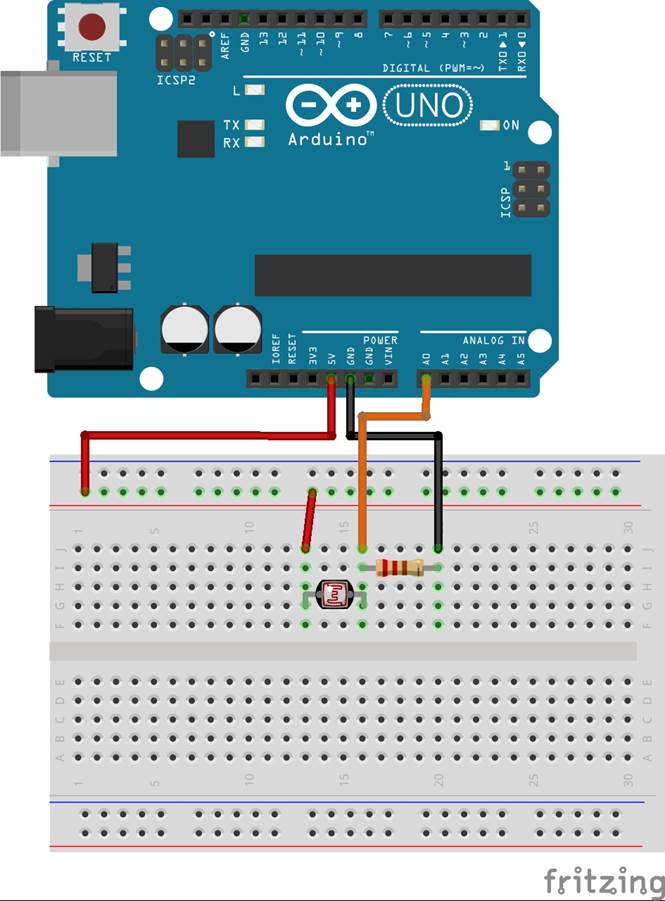 RESET
ICSP2
AREF
GND
13
12
~11
~10
~9
8
7
~6
~5
4
~3
2
TX0▶1
RX0◀0
DIGITAL (PWM=~)
L
TX
RX
Arduino™
UNO
ON
1
ICSP
POWER
ANALOG IN
IOREF
RESET
3V3
5V
GND
GND
VIN
A0
A1
A2
A3
A4
A5
1
5
10
15
25
30
J
I
H
G
F
J
I
H
G
F
E
D
C
B
A
E
D
C
B
A
1
5
10
15
20
25
30
fritzing